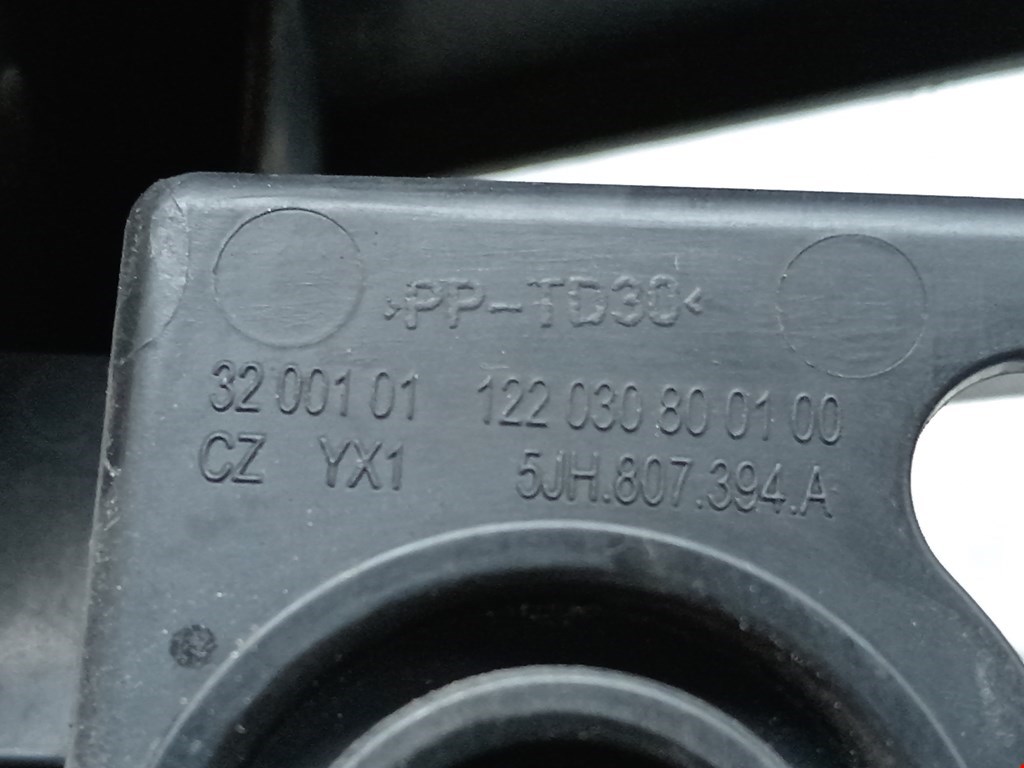 >PP-TD30<
32 001 01 122 030 80 01 00
CZ YX1 5JH.807.394.A